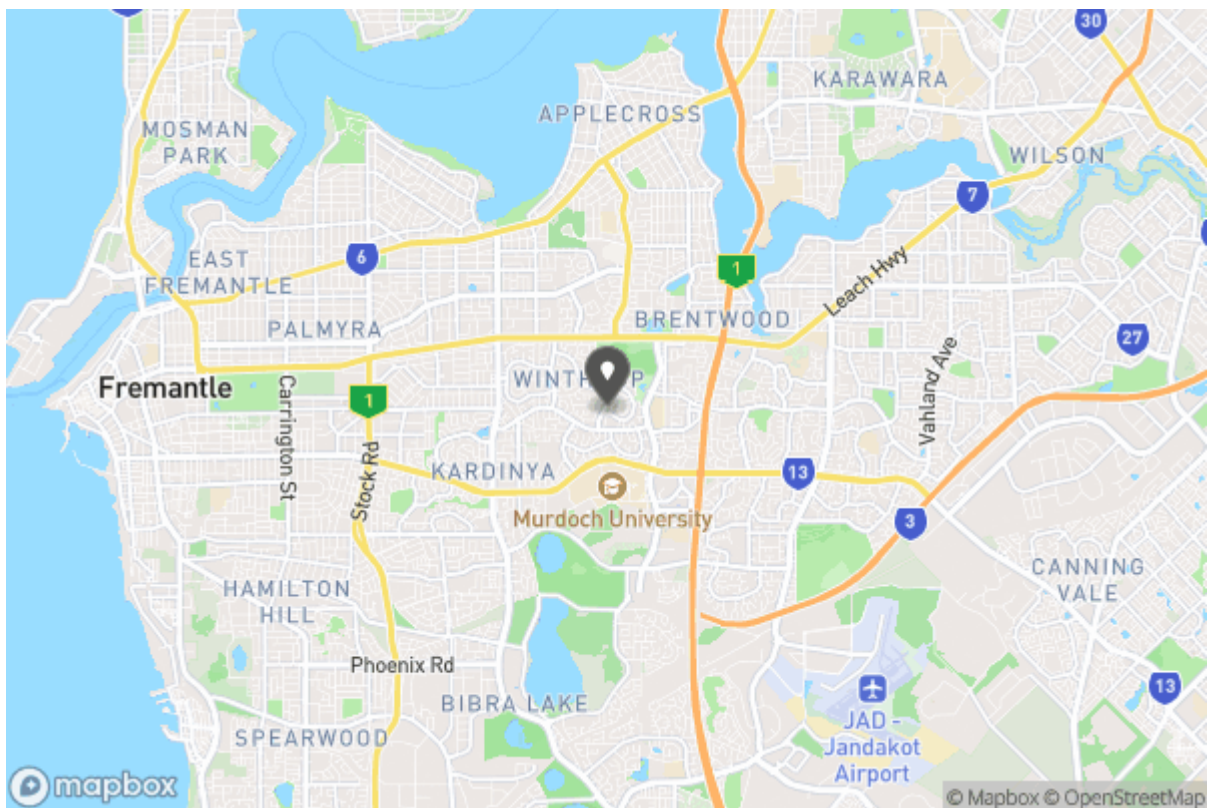 30
KARAWARA
APPLECROSS
MOSMAN
PARK
WILSON
7
EAST
FREMANTLE
6
1
Leach Hwy
BRENTWOOD
PALMYRA
27
WINTH
P
Fremantle
Carrington St
1
Vahland Ave
Stock Rd
KARDINYA
13
Murdoch University
3
CANNING
VALE
HAMILTON
HILL
Phoenix Rd
BIBRA LAKE
13
JAD -
Jandakot
Airport
SPEARWOOD
mapbox
© Mapbox © OpenStreetMap